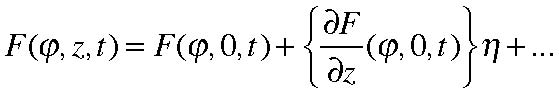 F(φ, z, t) = F(φ, 0, t) + {∂F/∂z (φ, 0, t)} η + ...